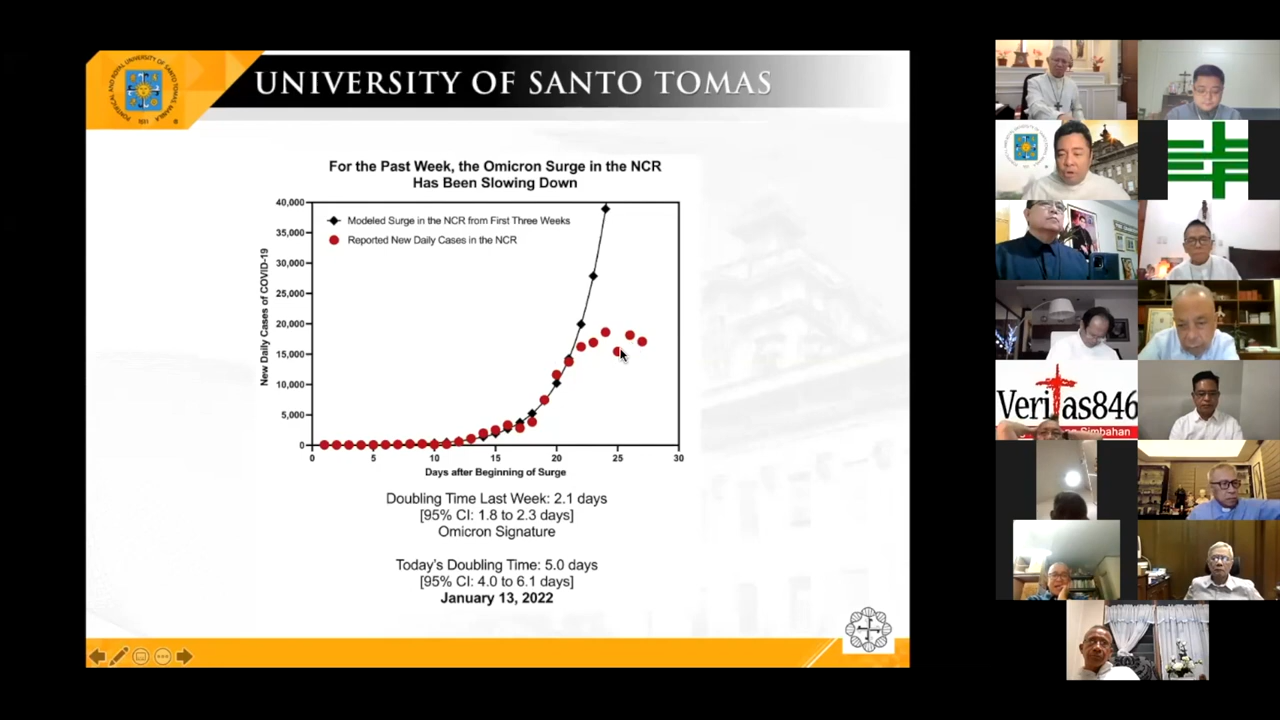 UNIVERSITY OF SANTO TOMAS
For the Past Week, the Omicron Surge in the NCR
Has Been Slowing Down
Modeled Surge in the NCR from First Three Weeks
Reported New Daily Cases in the NCR
New Daily Cases of COVID-19
40,000
35,000
30,000
25,000
20,000
15,000
10,000
5,000
0
0 5 10 15 20 25 30
Days after Beginning of Surge
Doubling Time Last Week: 2.1 days
[95% CI: 1.8 to 2.3 days]
Omicron Signature
Today's Doubling Time: 5.0 days
[95% CI: 4.0 to 6.1 days]
January 13, 2022
Veritas846
Simbahan